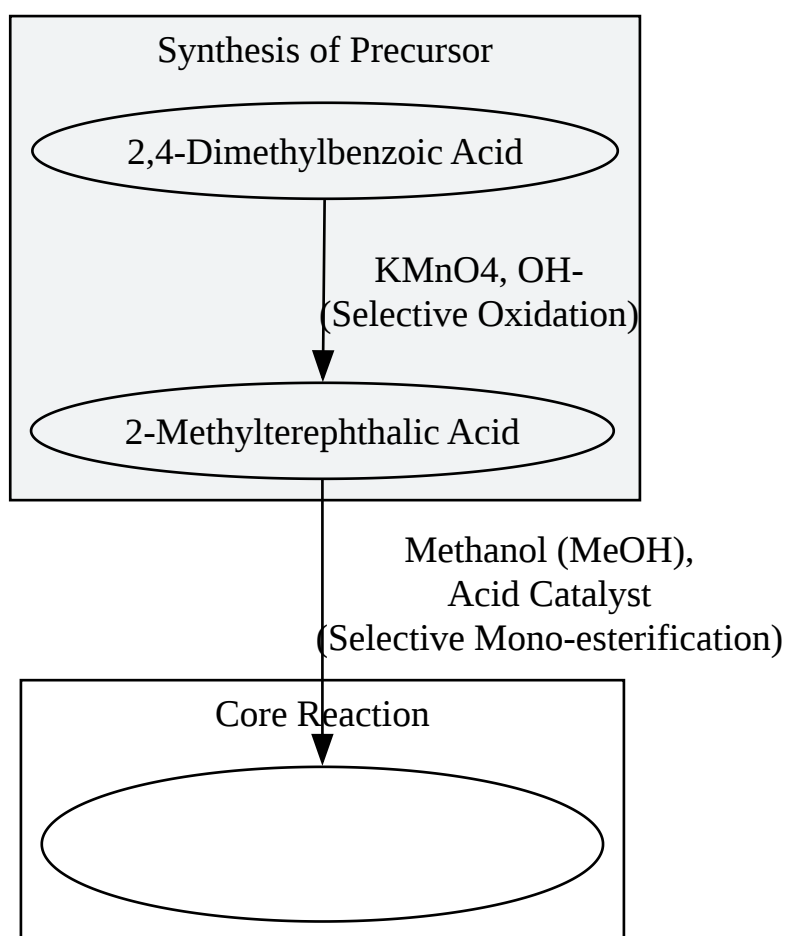 Synthesis of Precursor
2,4-Dimethylbenzoic Acid
KMnO4, OH-
(Selective Oxidation)
2-Methylterephthalic Acid
Methanol (MeOH),
Acid Catalyst
(Selective Mono-esterification)
Core Reaction